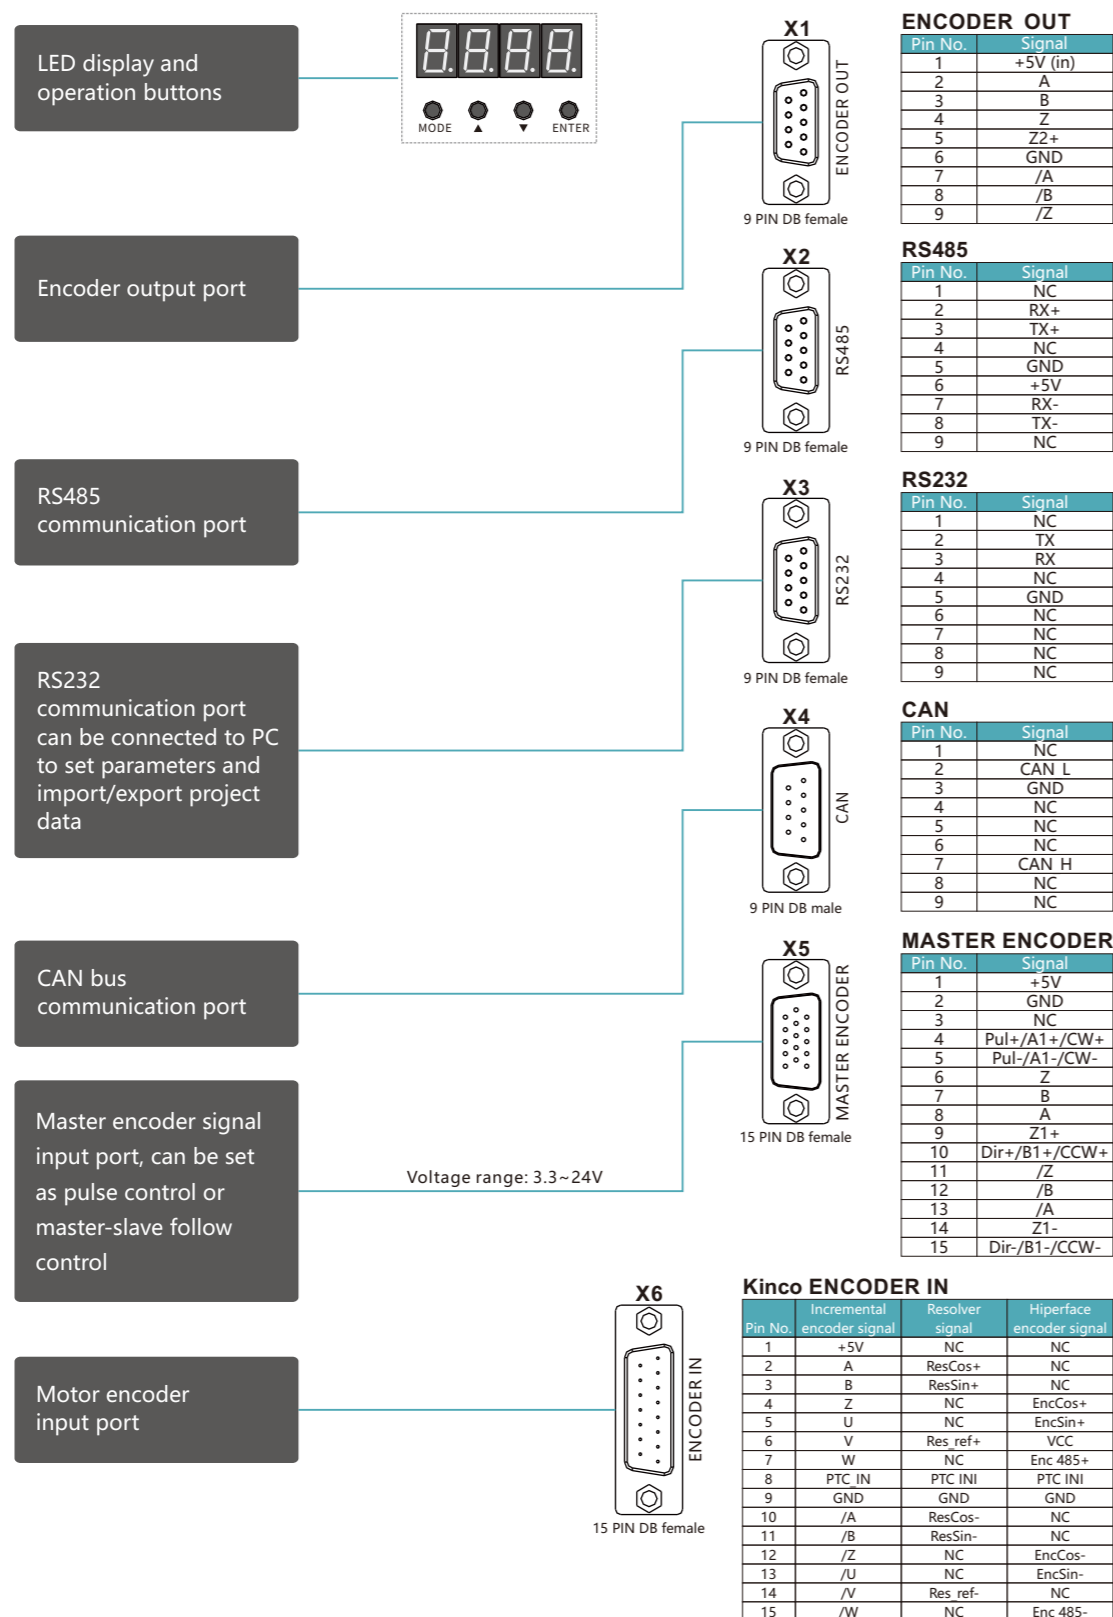 LED display and
operation buttons
MODE ▲ ▼ ENTER
X1
ENCODER OUT
9 PIN DB female
ENCODER OUT
Pin No. Signal
1 +5V (in)
2 A
3 B
4 Z
5 Z2+
6 GND
7 /A
8 /B
9 /Z
Encoder output port
X2
RS485
9 PIN DB female
RS485
Pin No. Signal
1 NC
2 RX+
3 TX+
4 NC
5 GND
6 +5V
7 RX-
8 TX-
9 NC
RS485
communication port
X3
RS232
9 PIN DB female
RS232
Pin No. Signal
1 NC
2 TX
3 RX
4 NC
5 GND
6 NC
7 NC
8 NC
9 NC
RS232
communication port
can be connected to PC
to set parameters and
import/export project
data
X4
CAN
9 PIN DB male
CAN
Pin No. Signal
1 NC
2 CAN_L
3 GND
4 NC
5 NC
6 NC
7 CAN_H
8 NC
9 NC
CAN bus
communication port
X5
MASTER ENCODER
15 PIN DB female
MASTER ENCODER
Pin No. Signal
1 +5V
2 GND
3 NC
4 Pul+/A1+/CW+
5 Pul-/A1-/CW-
6 Z
7 B
8 A
9 Z1+
10 Dir+/B1+/CCW+
11 /Z
12 /B
13 /A
14 Z1-
15 Dir-/B1-/CCW-
Master encoder signal
input port, can be set
as pulse control or
master-slave follow
control
Voltage range: 3.3~24V
X6
ENCODER IN
15 PIN DB female
Kinco ENCODER IN
Incremental Resolver Hiperface
Pin No. encoder signal signal encoder signal
1 +5V NC NC
2 A ResCos+ NC
3 B ResSin+ NC
4 Z NC EncCos+
5 U NC EncSin+
6 V Res_ref+ VCC
7 W NC Enc 485+
8 PTC_IN PTC INI PTC INI
9 GND GND GND
10 /A ResCos- NC
11 /B ResSin- NC
12 /Z NC EncCos-
13 /U NC EncSin-
14 /V Res_ref- NC
15 /W NC Enc 485-
Motor encoder
input port